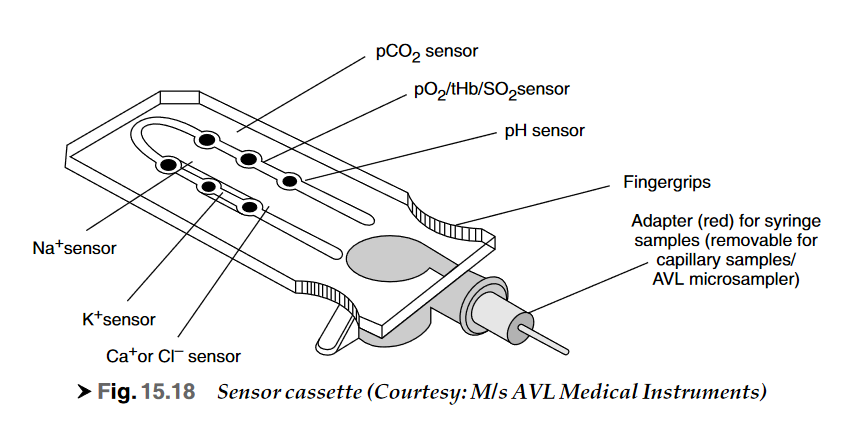 pCO₂ sensor
pO₂/tHb/SO₂sensor
pH sensor
Fingergrips
Adapter (red) for syringe
samples (removable for
capillary samples/
AVL microsampler)
Na⁺sensor
K⁺sensor
Ca⁺or Cl⁻ sensor
➤ Fig. 15.18 Sensor cassette (Courtesy: M/s AVL Medical Instruments)